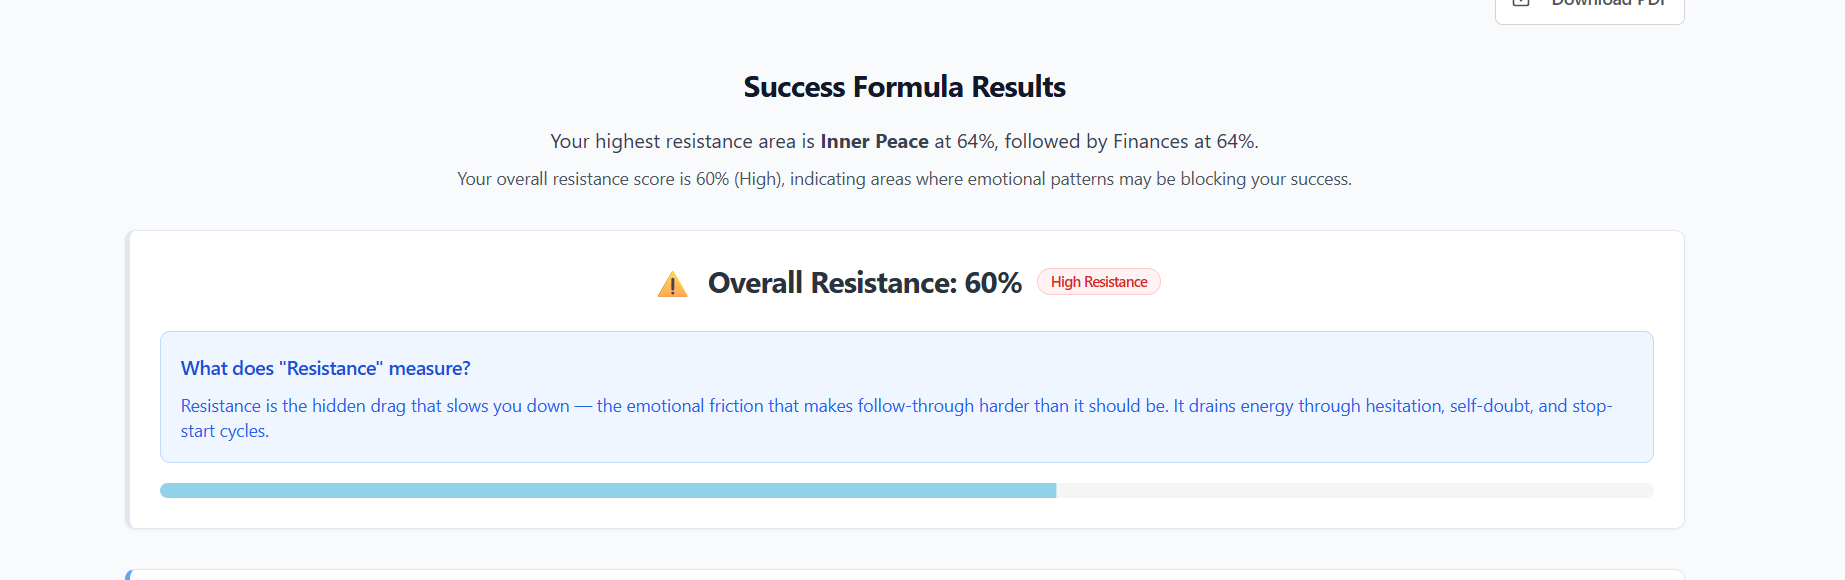 Download PDF
Success Formula Results
Your highest resistance area is Inner Peace at 64%, followed by Finances at 64%.
Your overall resistance score is 60% (High), indicating areas where emotional patterns may be blocking your success.
Overall Resistance: 60% High Resistance
What does "Resistance" measure?
Resistance is the hidden drag that slows you down — the emotional friction that makes follow-through harder than it should be. It drains energy through hesitation, self-doubt, and stop-
start cycles.